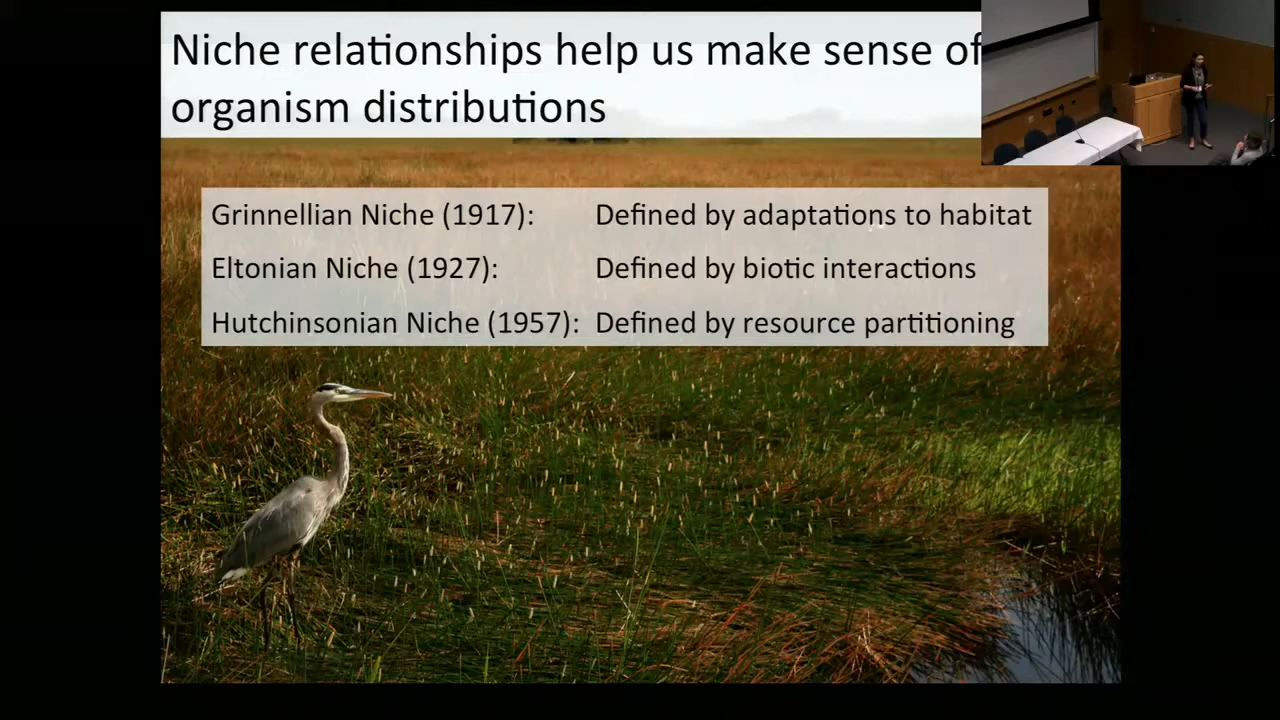 Niche relationships help us make sense of
organism distributions
Grinnellian Niche (1917): Defined by adaptations to habitat
Eltonian Niche (1927): Defined by biotic interactions
Hutchinsonian Niche (1957): Defined by resource partitioning